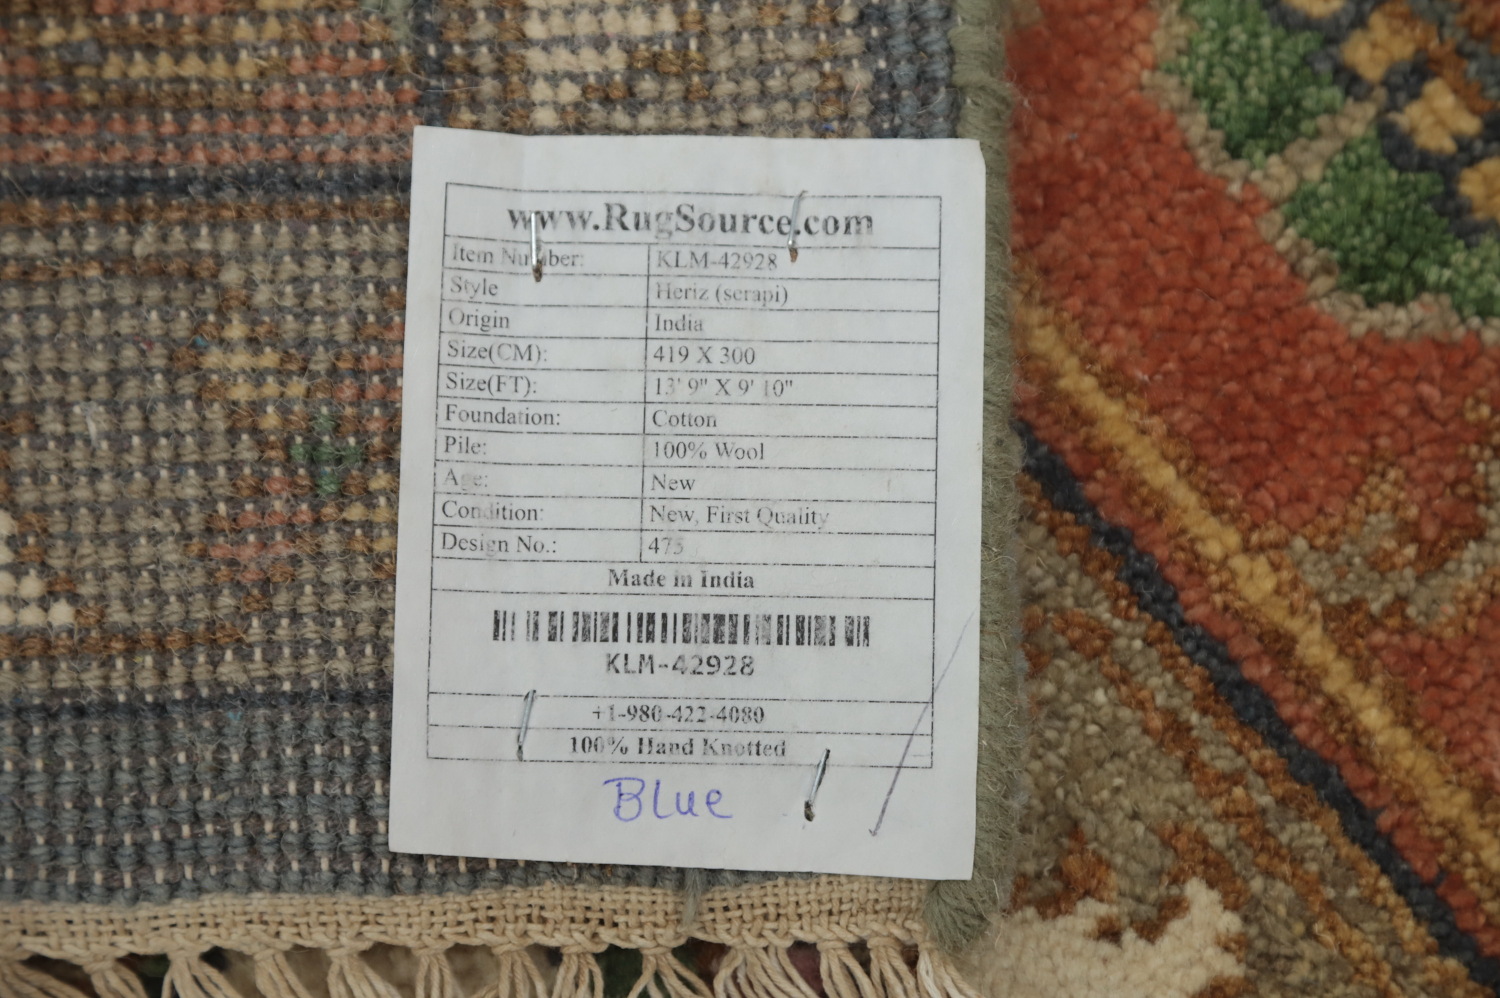 www.RugSource.com
Item Number: KLM-42928
Style Heriz (serapi)
Origin India
Size(CM): 419 X 300
Size(FT): 13' 9" X 9' 10"
Foundation: Cotton
Pile: 100% Wool
Age: New
Condition: New, First Quality
Design No.: 475
Made in India
KLM-42928
+1-980-422-4080
100% Hand Knotted
Blue